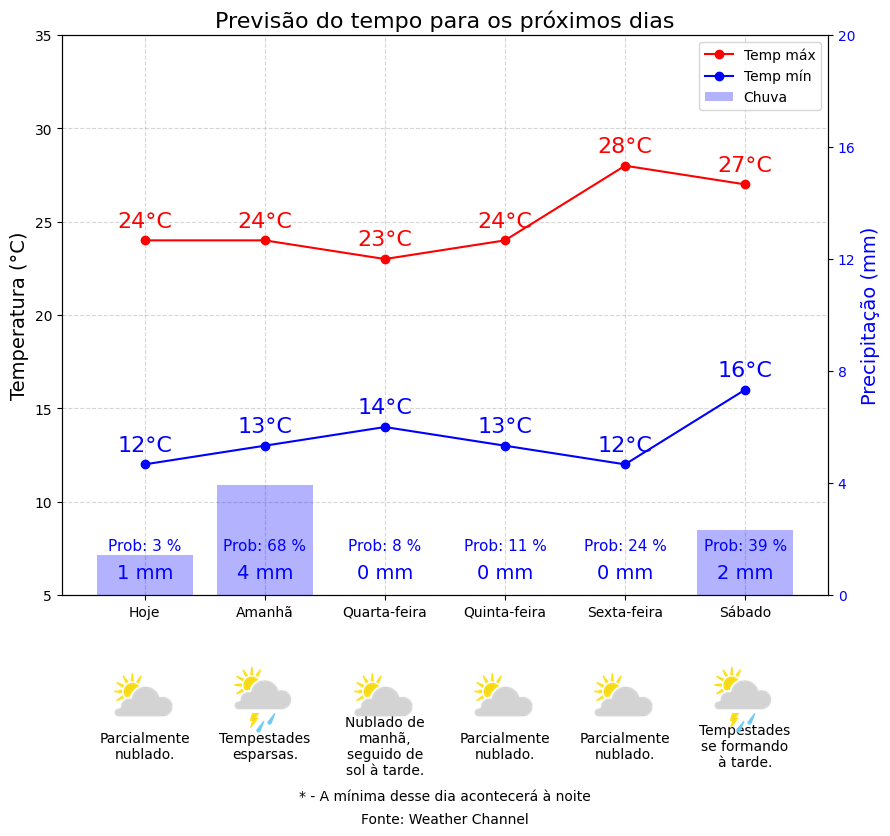 Previsão do tempo para os próximos dias
Temp máx
Temp mín
Chuva
Temperatura (°C)
Precipitação (mm)
35
30
25
20
15
10
5
20
16
12
8
4
0
24°C
24°C
23°C
24°C
28°C
27°C
12°C
13°C
14°C
13°C
12°C
16°C
Prob: 3 %
Prob: 68 %
Prob: 8 %
Prob: 11 %
Prob: 24 %
Prob: 39 %
1 mm
4 mm
0 mm
0 mm
0 mm
2 mm
Hoje
Amanhã
Quarta-feira
Quinta-feira
Sexta-feira
Sábado
Parcialmente
nublado.
Tempestades
esparsas.
Nublado de
manhã,
seguido de
sol à tarde.
Parcialmente
nublado.
Parcialmente
nublado.
Tempestades
se formando
à tarde.
* - A mínima desse dia acontecerá à noite
Fonte: Weather Channel